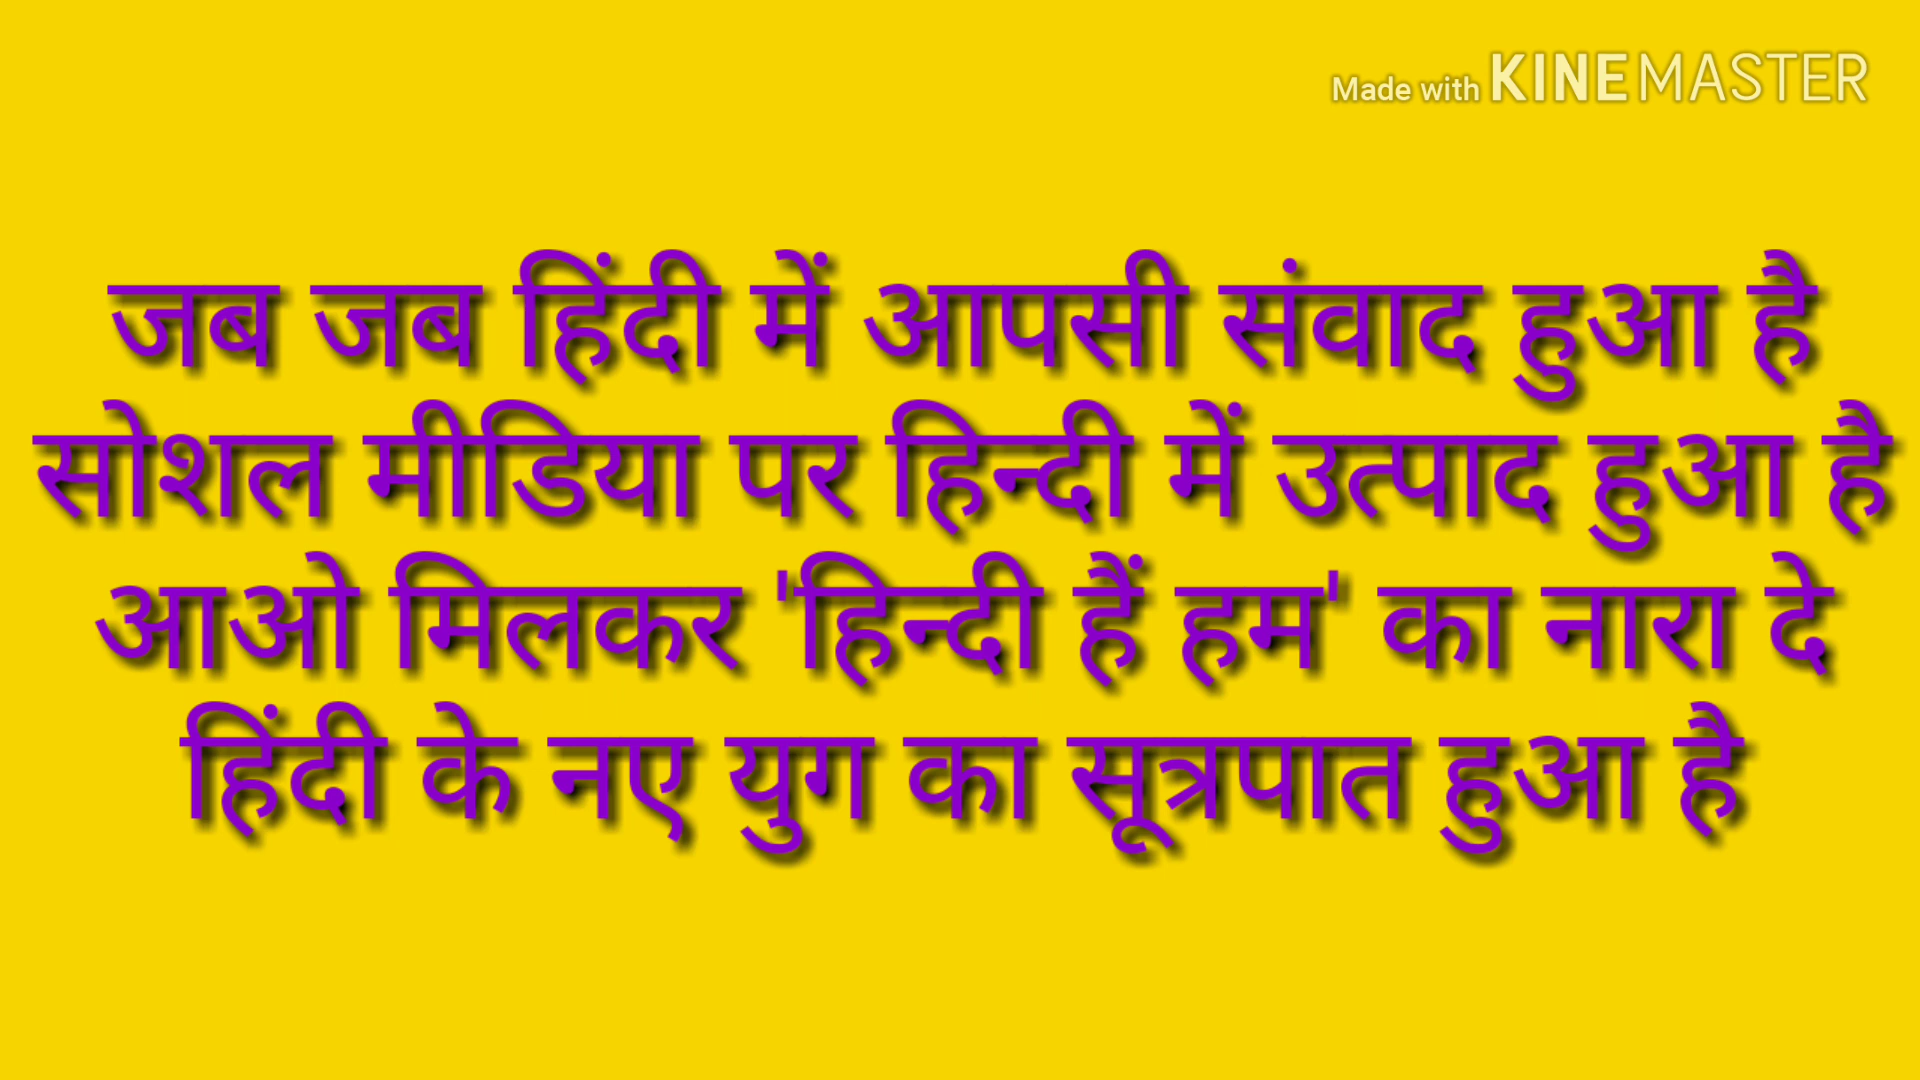 Made with KINEMASTER
जब जब हिंदी में आपसी संवाद हुआ है
सोशल मीडिया पर हिन्दी में उत्पाद हुआ है
आओ मिलकर 'हिन्दी हैं हम' का नारा दे
हिंदी के नए युग का सूत्रपात हुआ है